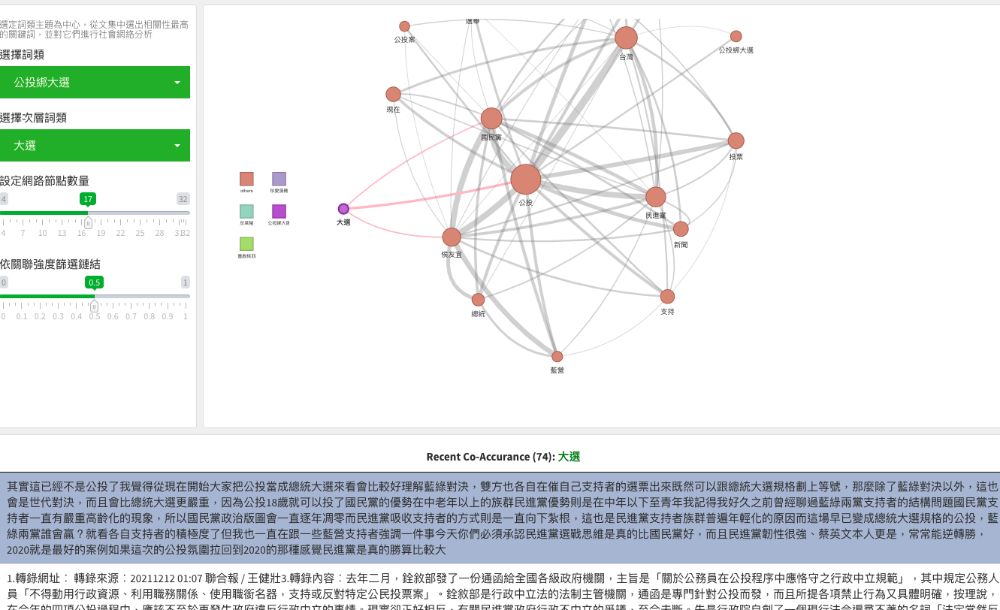 選定詞類主題為中心，從文集中選出相關性最高
的關鍵詞，並對它們進行社會網絡分析
選擇詞類
公投綁大選
選擇次層詞類
大選
設定網路節點數量
4 17 32
4 7 10 13 16 19 22 25 28 31 32
依關聯強度篩選鏈結
0 0.5 1
0 0.1 0.2 0.3 0.4 0.5 0.6 0.7 0.8 0.9 1
選舉
公投案
台灣
公投綁大選
現在
國民黨
投票
others
珍愛藻礁
公投
民進黨
大選
反萊豬
公投綁大選
新聞
侯友宜
重啟核四
總統
支持
藍營
Recent Co-Accurance (74): 大選
其實這已經不是公投了我覺得從現在開始大家把公投當成總統大選來看會比較好理解藍綠對決，雙方也各自在催自己支持者的選票出來既然可以跟總統大選規格劃上等號，那麼除了藍綠對決以外，這也
會是世代對決，而且會比總統大選更嚴重，因為公投18歲就可以投了國民黨的優勢在中老年以上的族群民進黨優勢則是在中年以下至青年我記得我好久之前曾經聊過藍綠兩黨支持者的結構問題國民黨支
持者一直有嚴重高齡化的現象，所以國民黨政治版圖會一直逐年凋零而民進黨吸收支持者的方式則是一直向下紮根，這也是民進黨支持者族群普遍年輕化的原因而這場早已變成總統大選規格的公投，藍
綠兩黨誰會贏？就看各自支持者的積極度了但我也一直在跟一些藍營支持者強調一件事今天你們必須承認民進黨選戰思維是真的比國民黨好，而且民進黨韌性很強、蔡英文本人更是，常常能逆轉勝，
2020就是最好的案例如果這次的公投氛圍拉回到2020的那種感覺民進黨是真的勝算比較大
1.轉錄網址︰ 轉錄來源︰20211212 01:07 聯合報 / 王健壯3.轉錄內容︰去年二月，銓敘部發了一份通函給全國各級政府機關，主旨是「關於公務員在公投程序中應恪守之行政中立規範」，其中規定公務人
員「不得動用行政資源、利用職務關係、使用職銜名器，支持或反對特定公民投票案」。銓敘部是行政中立法的法制主管機關，通函是專門針對公投而發，而且所提各項禁止行為又具體明確，按理說，
在今年的四項公投過程中，應該不至於再發生政府違反行政中立的事情。現實卻正好相反，有關民進黨政府行政不中立的爭議，至今未斷。先是行政院自創了一個現行法令遍尋不著的名詞「法定當然反